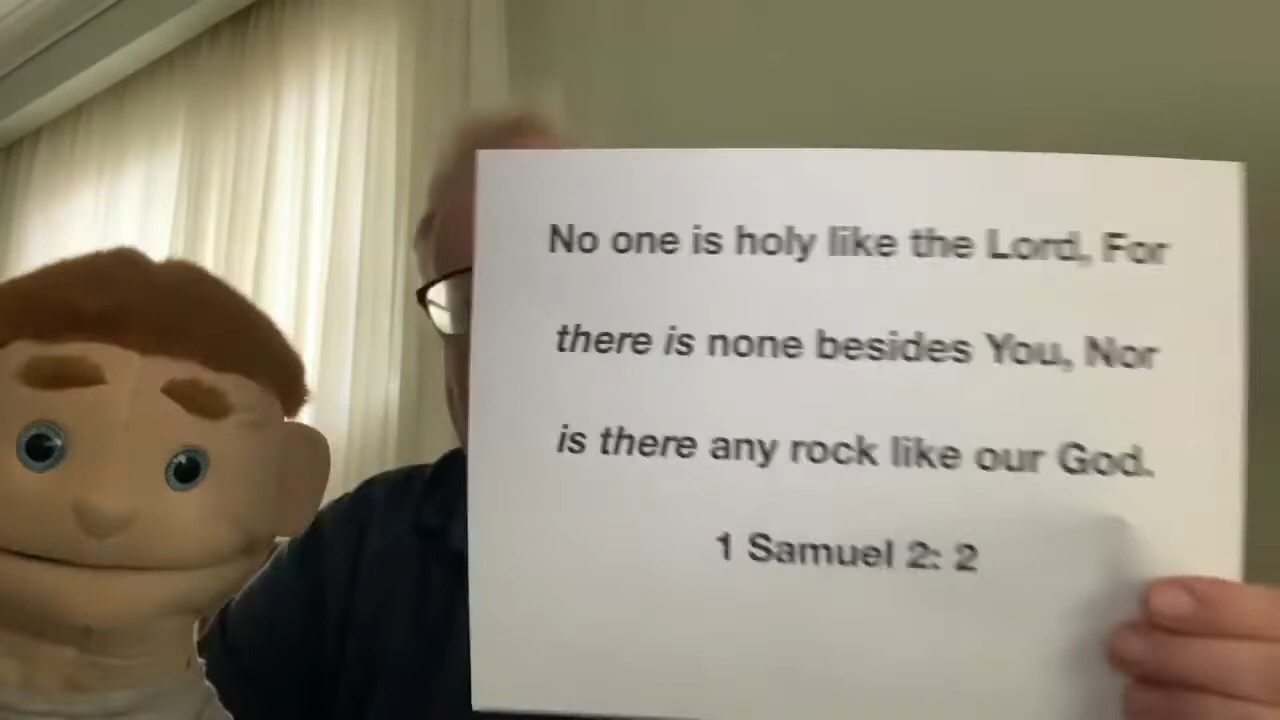 No one is holy like the Lord, For
there is none besides You, Nor
is there any rock like our God.
1 Samuel 2: 2